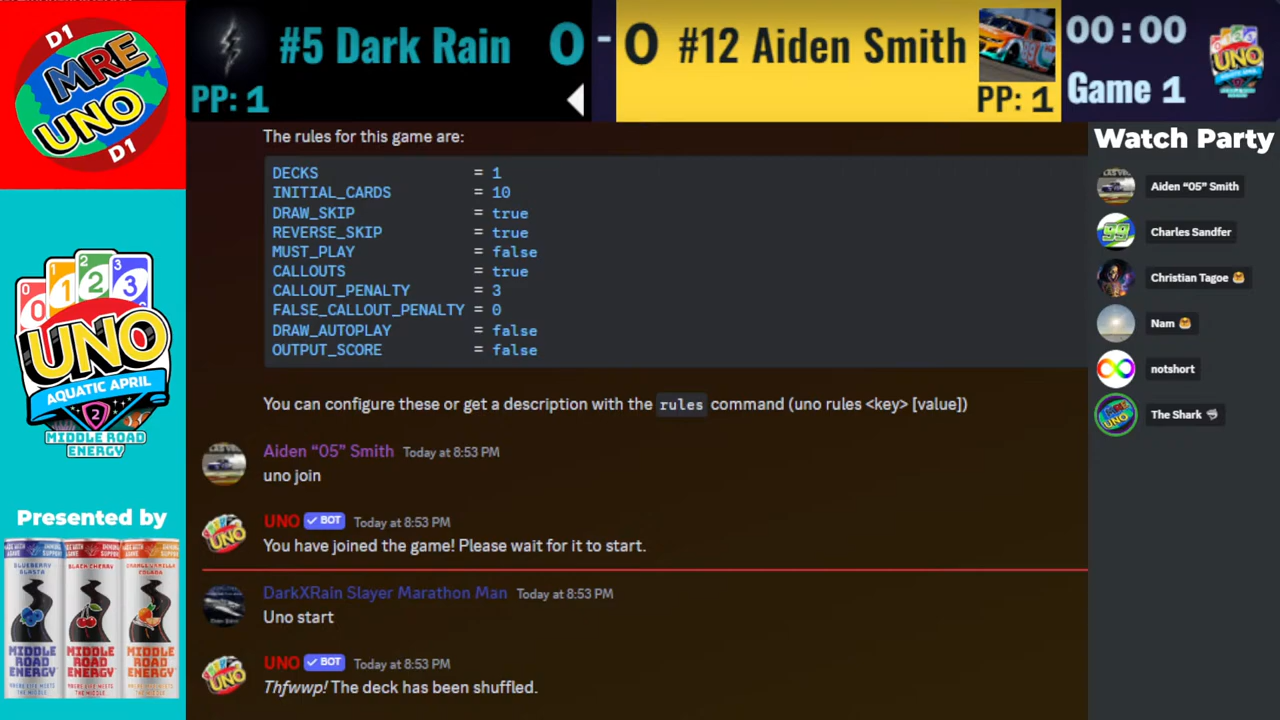 #5 Dark Rain
0 - 0
#12 Aiden Smith
00:00
PP: 1
PP: 1
Game 1
D1
MRE
UNO
D1
0
1
2
3
UNO
AQUATIC APRIL
2
MIDDLE ROAD
ENERGY
Presented by
BLUEBERRY
BLACK CHERRY
MIDDLE
ROAD
ENERGY
MIDDLE
ROAD
ENERGY
MIDDLE
ROAD
ENERGY
The rules for this game are:
DECKS = 1
INITIAL_CARDS = 10
DRAW_SKIP = true
REVERSE_SKIP = true
MUST_PLAY = false
CALLOUTS = true
CALLOUT_PENALTY = 3
FALSE_CALLOUT_PENALTY = 0
DRAW_AUTOPLAY = false
OUTPUT_SCORE = false
You can configure these or get a description with the rules command (uno rules <key> [value])
Aiden “05” Smith Today at 8:53 PM
uno join
UNO ✓ BOT Today at 8:53 PM
You have joined the game! Please wait for it to start.
DarkXRain Slayer Marathon Man Today at 8:53 PM
Uno start
UNO ✓ BOT Today at 8:53 PM
Thfwwp! The deck has been shuffled.
Watch Party
Aiden “05” Smith
Charles Sandfer
Christian Tagoe
Nam
notshort
The Shark